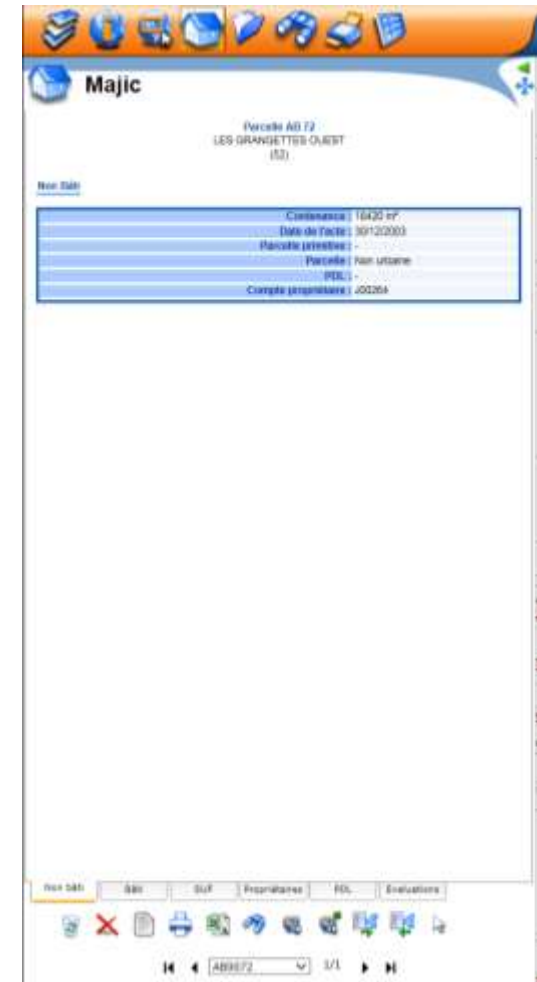 Majic
Parcelle AB 72
LES GRANGETTES OUEST
(52)
Non Bâti
Contenance : 16420 m²
Date de l'acte : 30/12/2003
Parcelle primitive : -
Parcelle : Non urbaine
PDL : -
Compte propriétaire : J00264
Non bâti Bâti SUF Propriétaires PDL Evaluations
AB0072 1/1